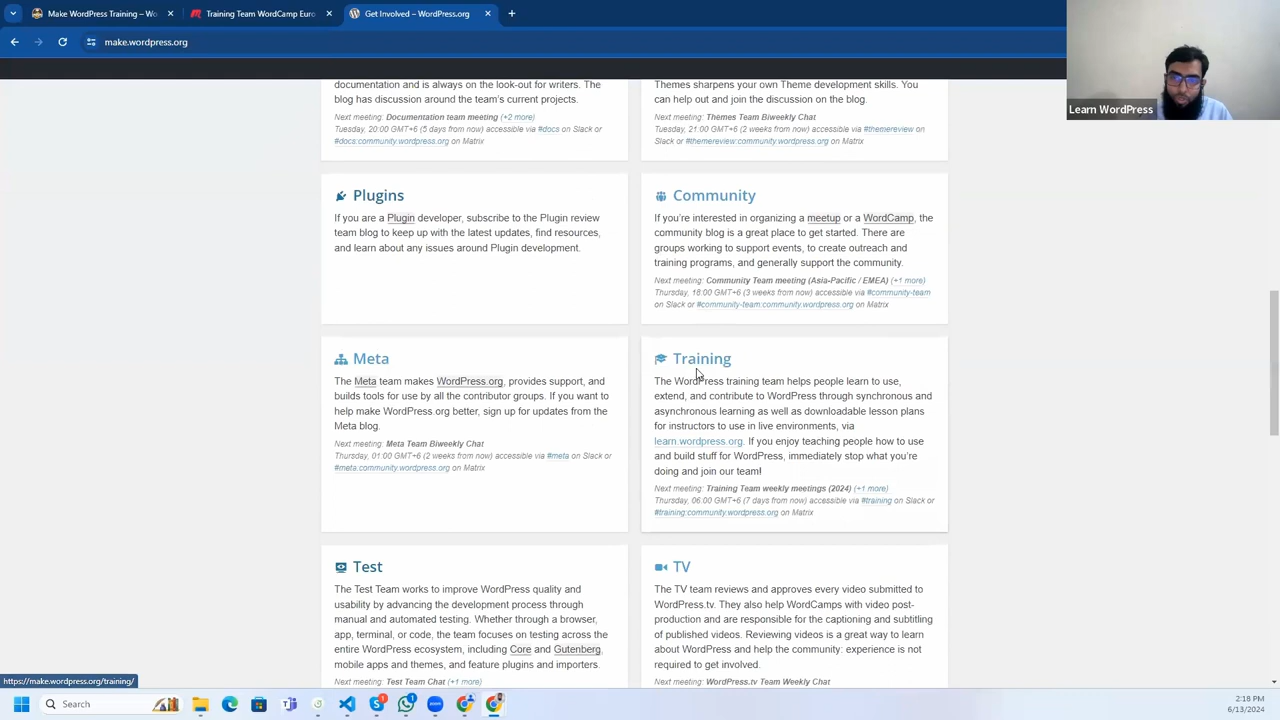 Make WordPress Training – Wo
Training Team WordCamp Euro
Get Involved – WordPress.org
make.wordpress.org
Learn WordPress
documentation and is always on the look-out for writers. The
blog has discussion around the team's current projects.
Next meeting: Documentation team meeting (+2 more)
Tuesday, 20:00 GMT+6 (5 days from now) accessible via #docs on Slack or
#docs:community.wordpress.org on Matrix
Themes sharpens your own Theme development skills. You
can help out and join the discussion on the blog.
Next meeting: Themes Team Biweekly Chat
Tuesday, 21:00 GMT+6 (2 weeks from now) accessible via #themereview on
Slack or #themereview:community.wordpress.org on Matrix
Plugins
If you are a Plugin developer, subscribe to the Plugin review
team blog to keep up with the latest updates, find resources,
and learn about any issues around Plugin development.
Community
If you're interested in organizing a meetup or a WordCamp, the
community blog is a great place to get started. There are
groups working to support events, to create outreach and
training programs, and generally support the community.
Next meeting: Community Team meeting (Asia-Pacific / EMEA) (+1 more)
Thursday, 18:00 GMT+6 (3 weeks from now) accessible via #community-team
on Slack or #community-team:community.wordpress.org on Matrix
Meta
The Meta team makes WordPress.org, provides support, and
builds tools for use by all the contributor groups. If you want to
help make WordPress.org better, sign up for updates from the
Meta blog.
Next meeting: Meta Team Biweekly Chat
Thursday, 01:00 GMT+6 (2 weeks from now) accessible via #meta on Slack or
#meta:community.wordpress.org on Matrix
Training
The WordPress training team helps people learn to use,
extend, and contribute to WordPress through synchronous and
asynchronous learning as well as downloadable lesson plans
for instructors to use in live environments, via
learn.wordpress.org. If you enjoy teaching people how to use
and build stuff for WordPress, immediately stop what you're
doing and join our team!
Next meeting: Training Team weekly meetings (2024) (+1 more)
Thursday, 06:00 GMT+6 (7 days from now) accessible via #training on Slack or
#training:community.wordpress.org on Matrix
Test
The Test Team works to improve WordPress quality and
usability by advancing the development process through
manual and automated testing. Whether through a browser,
app, terminal, or code, the team focuses on testing across the
entire WordPress ecosystem, including Core and Gutenberg,
mobile apps and themes, and feature plugins and importers.
Next meeting: Test Team Chat (+1 more)
TV
The TV team reviews and approves every video submitted to
WordPress.tv. They also help WordCamps with video post-
production and are responsible for the captioning and subtitling
of published videos. Reviewing videos is a great way to learn
about WordPress and help the community: experience is not
required to get involved.
Next meeting: WordPress.tv Team Weekly Chat
https://make.wordpress.org/training/
Search
1
1
2:18 PM
6/13/2024